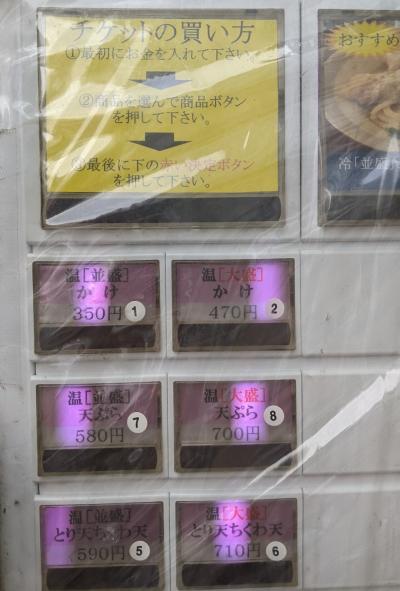 チケットの買い方
①最初にお金を入れて下さい。
②商品を選んで商品ボタン
を押して下さい。
③最後に下の赤い決定ボタン
を押して下さい。
おすすめ
冷「並盛
温[並盛]
かけ
350円 1
温[大盛]
かけ
470円 2
温[並盛]
天ぷら
580円 7
温[大盛]
天ぷら
700円 8
温[並盛]
とり天ちくわ天
590円 5
温[大盛]
とり天ちくわ天
710円 6